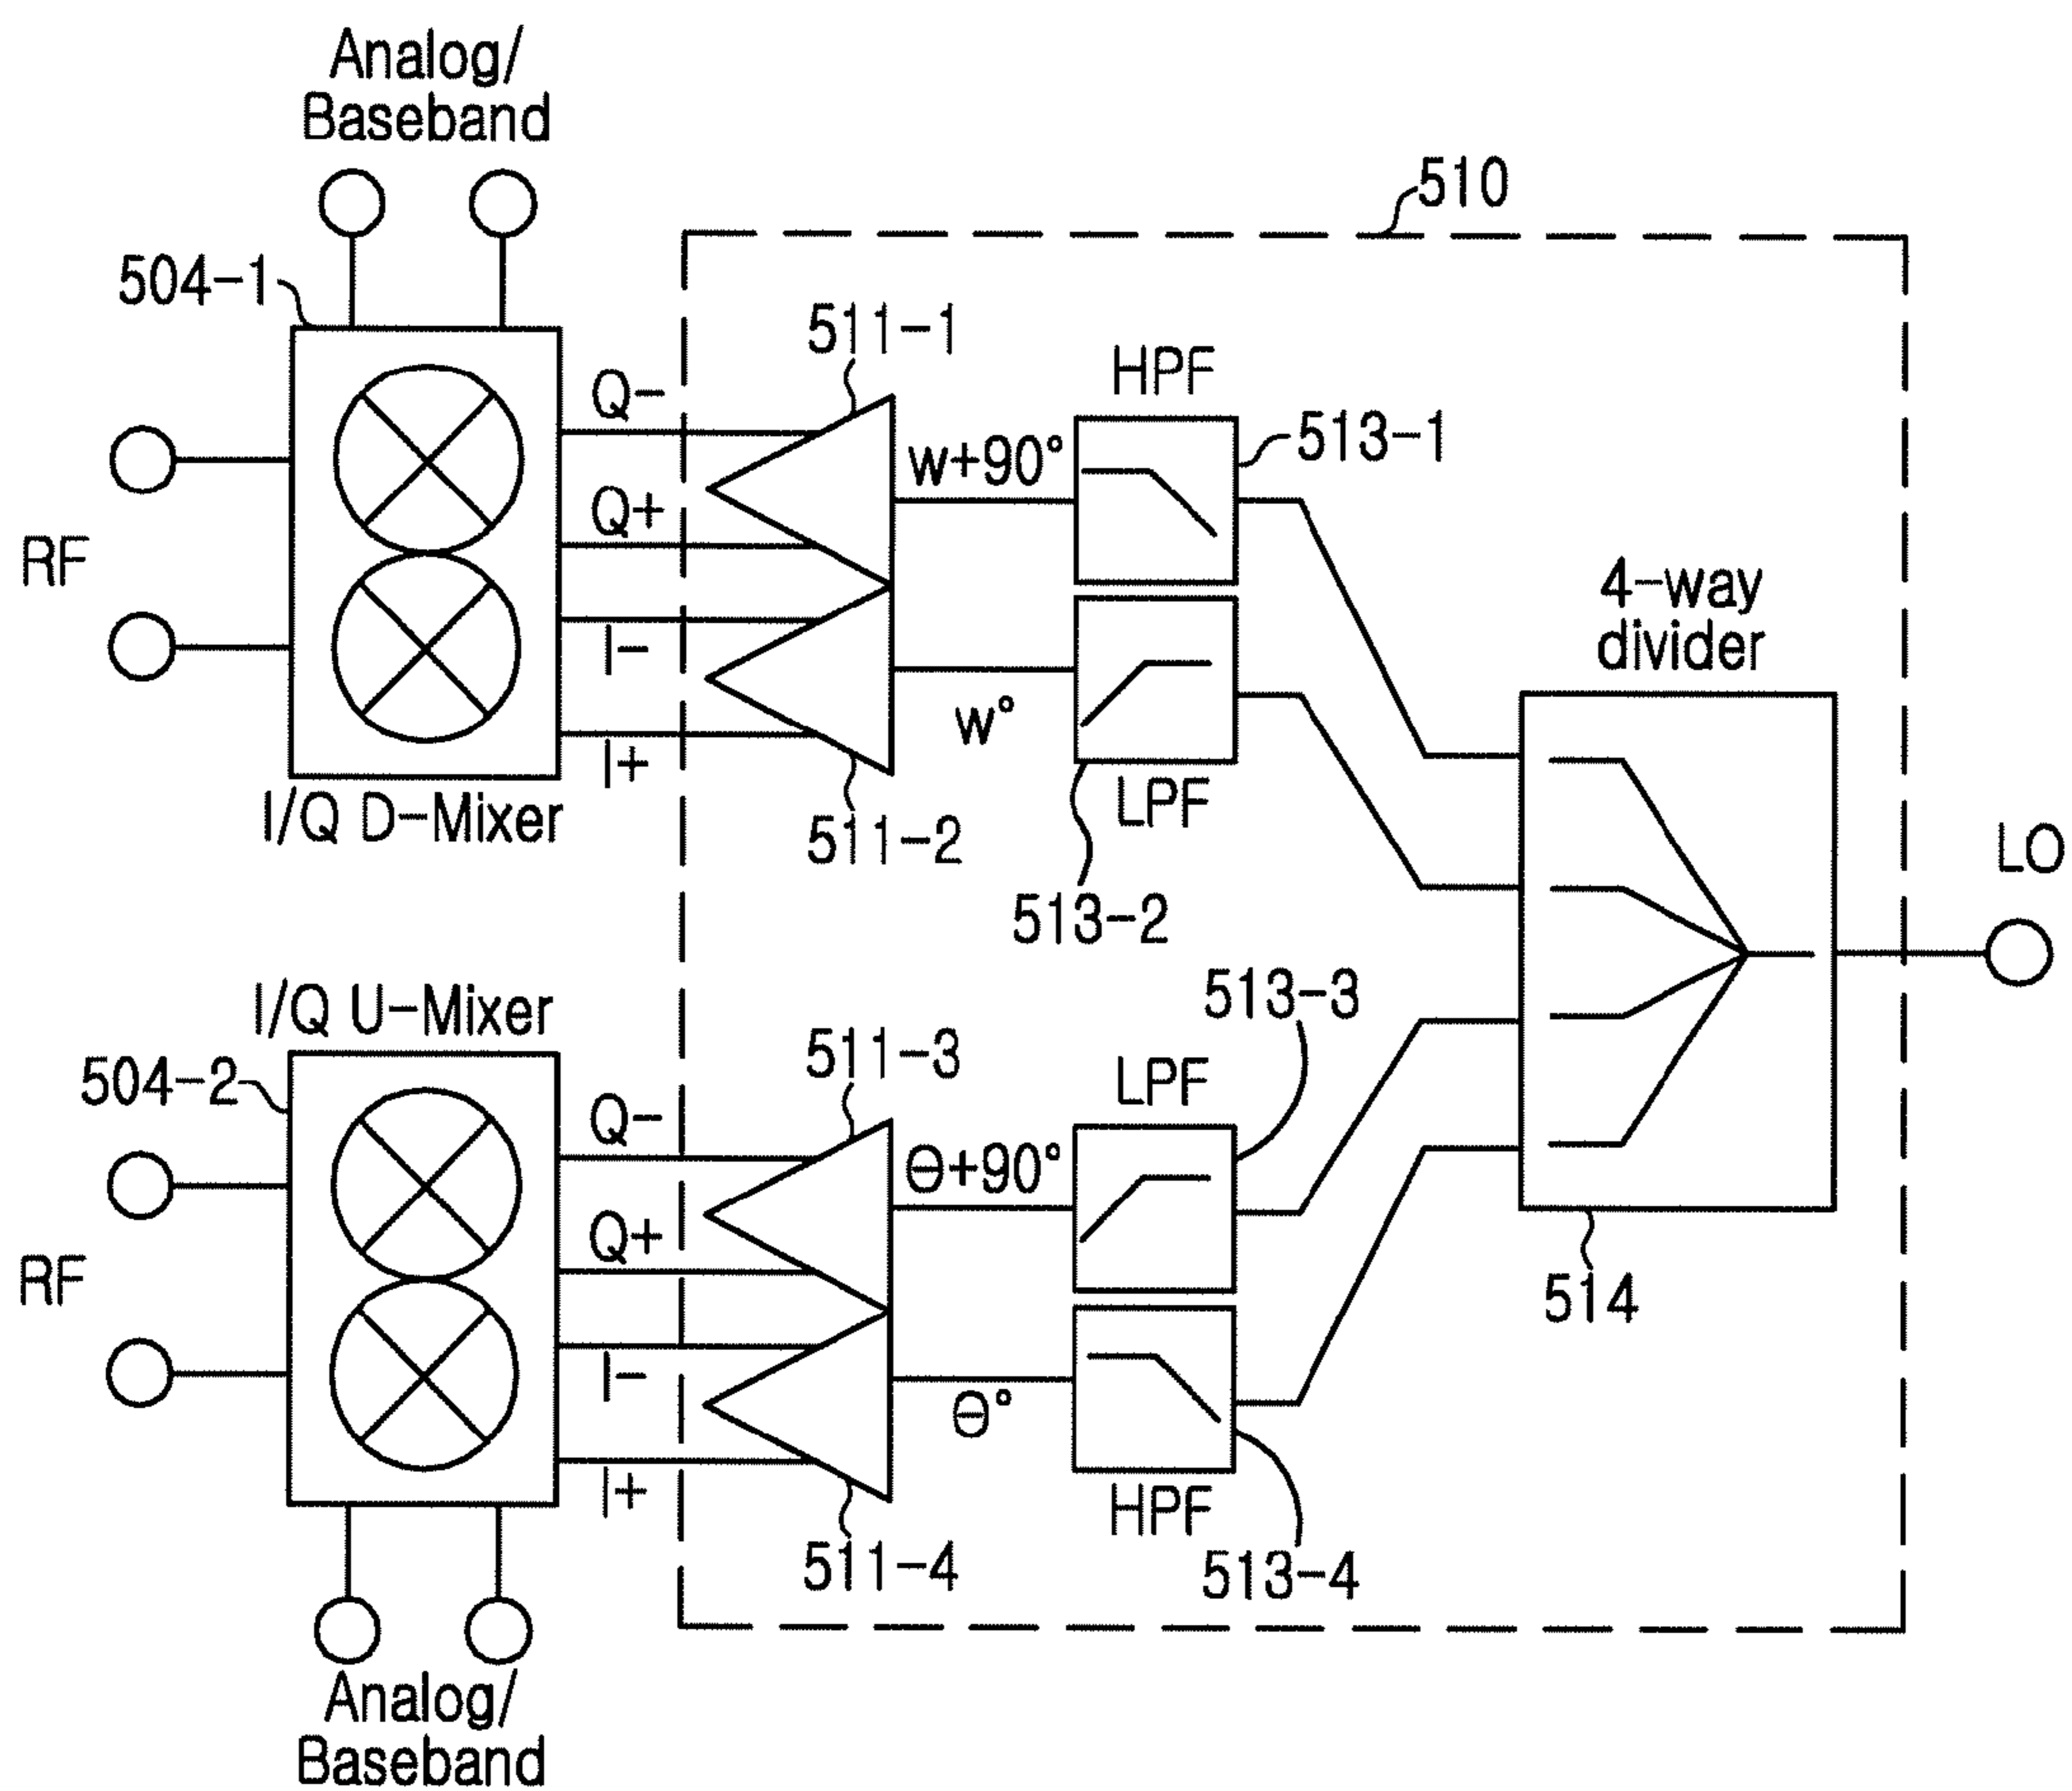 Analog/
Baseband
510
504-1
511-1
HPF
Q-
w+90°
513-1
Q+
RF
4-way
divider
I-
w°
I+
LPF
I/Q D-Mixer
511-2
LO
513-2
I/Q U-Mixer
513-3
511-3
504-2
LPF
Q-
Θ+90°
Q+
RF
514
I-
Θ°
I+
HPF
511-4
513-4
Analog/
Baseband